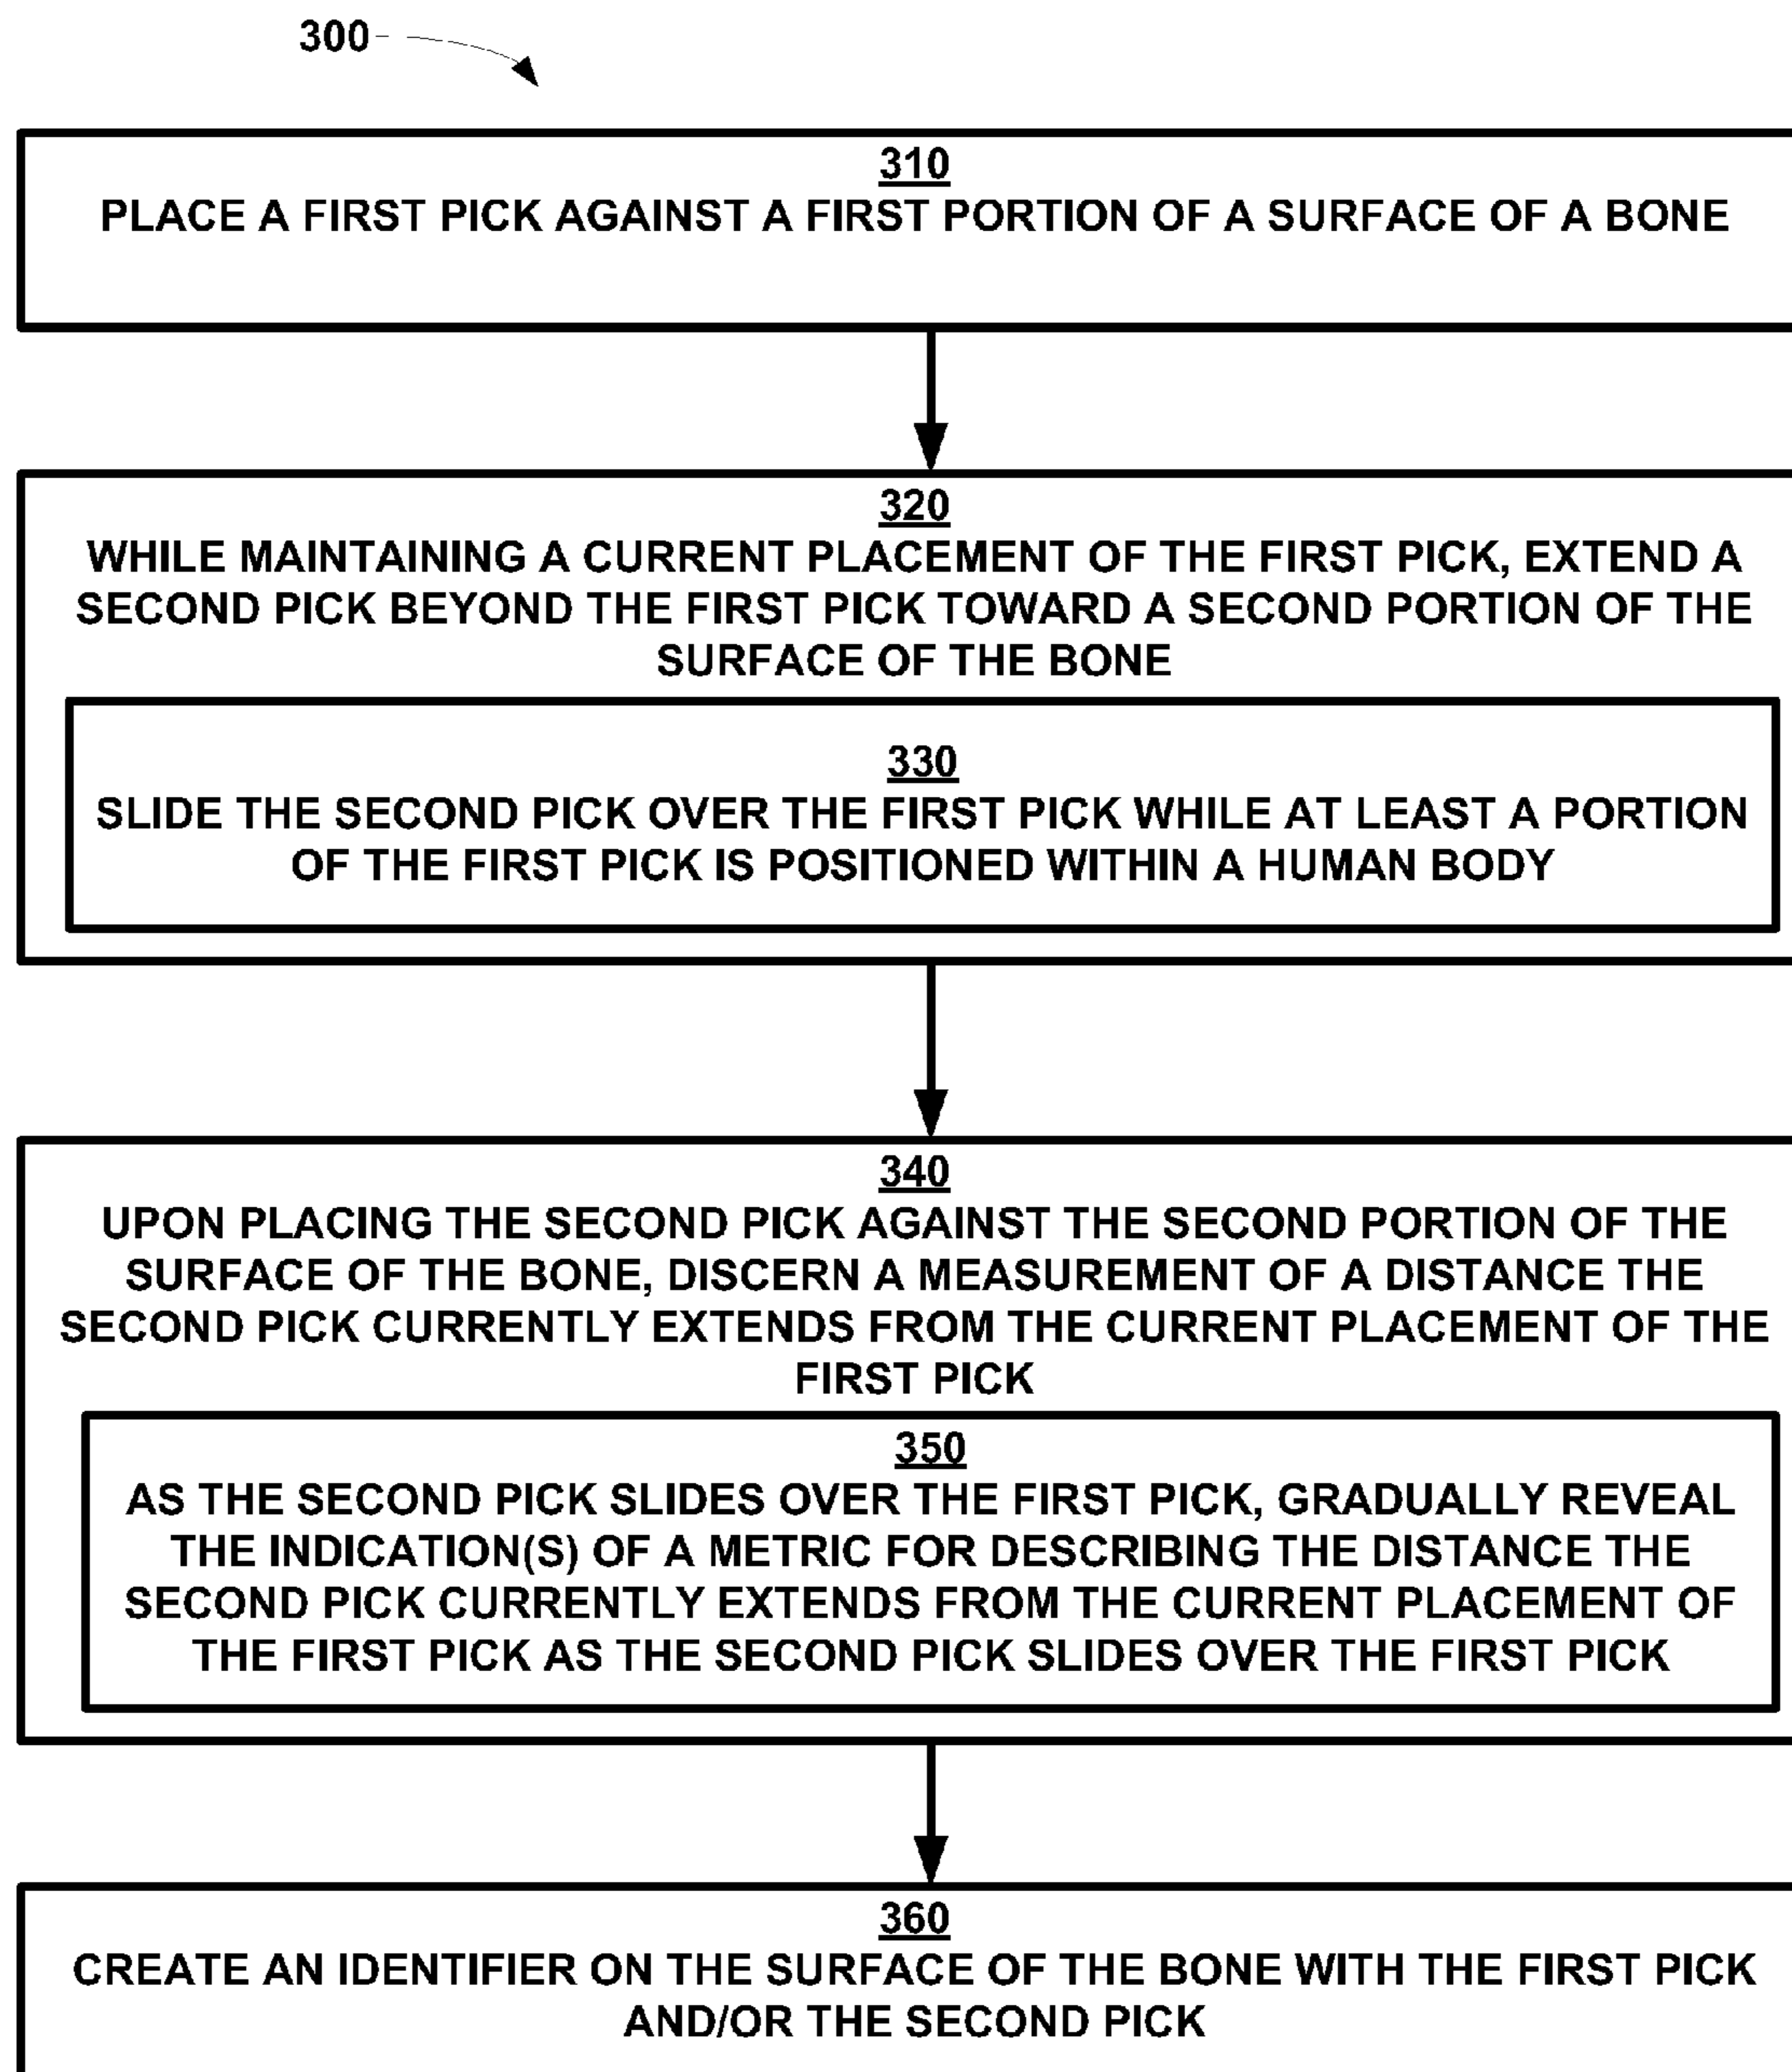 300
310
PLACE A FIRST PICK AGAINST A FIRST PORTION OF A SURFACE OF A BONE
320
WHILE MAINTAINING A CURRENT PLACEMENT OF THE FIRST PICK, EXTEND A
SECOND PICK BEYOND THE FIRST PICK TOWARD A SECOND PORTION OF THE
SURFACE OF THE BONE
330
SLIDE THE SECOND PICK OVER THE FIRST PICK WHILE AT LEAST A PORTION
OF THE FIRST PICK IS POSITIONED WITHIN A HUMAN BODY
340
UPON PLACING THE SECOND PICK AGAINST THE SECOND PORTION OF THE
SURFACE OF THE BONE, DISCERN A MEASUREMENT OF A DISTANCE THE
SECOND PICK CURRENTLY EXTENDS FROM THE CURRENT PLACEMENT OF THE
FIRST PICK
350
AS THE SECOND PICK SLIDES OVER THE FIRST PICK, GRADUALLY REVEAL
THE INDICATION(S) OF A METRIC FOR DESCRIBING THE DISTANCE THE
SECOND PICK CURRENTLY EXTENDS FROM THE CURRENT PLACEMENT OF
THE FIRST PICK AS THE SECOND PICK SLIDES OVER THE FIRST PICK
360
CREATE AN IDENTIFIER ON THE SURFACE OF THE BONE WITH THE FIRST PICK
AND/OR THE SECOND PICK